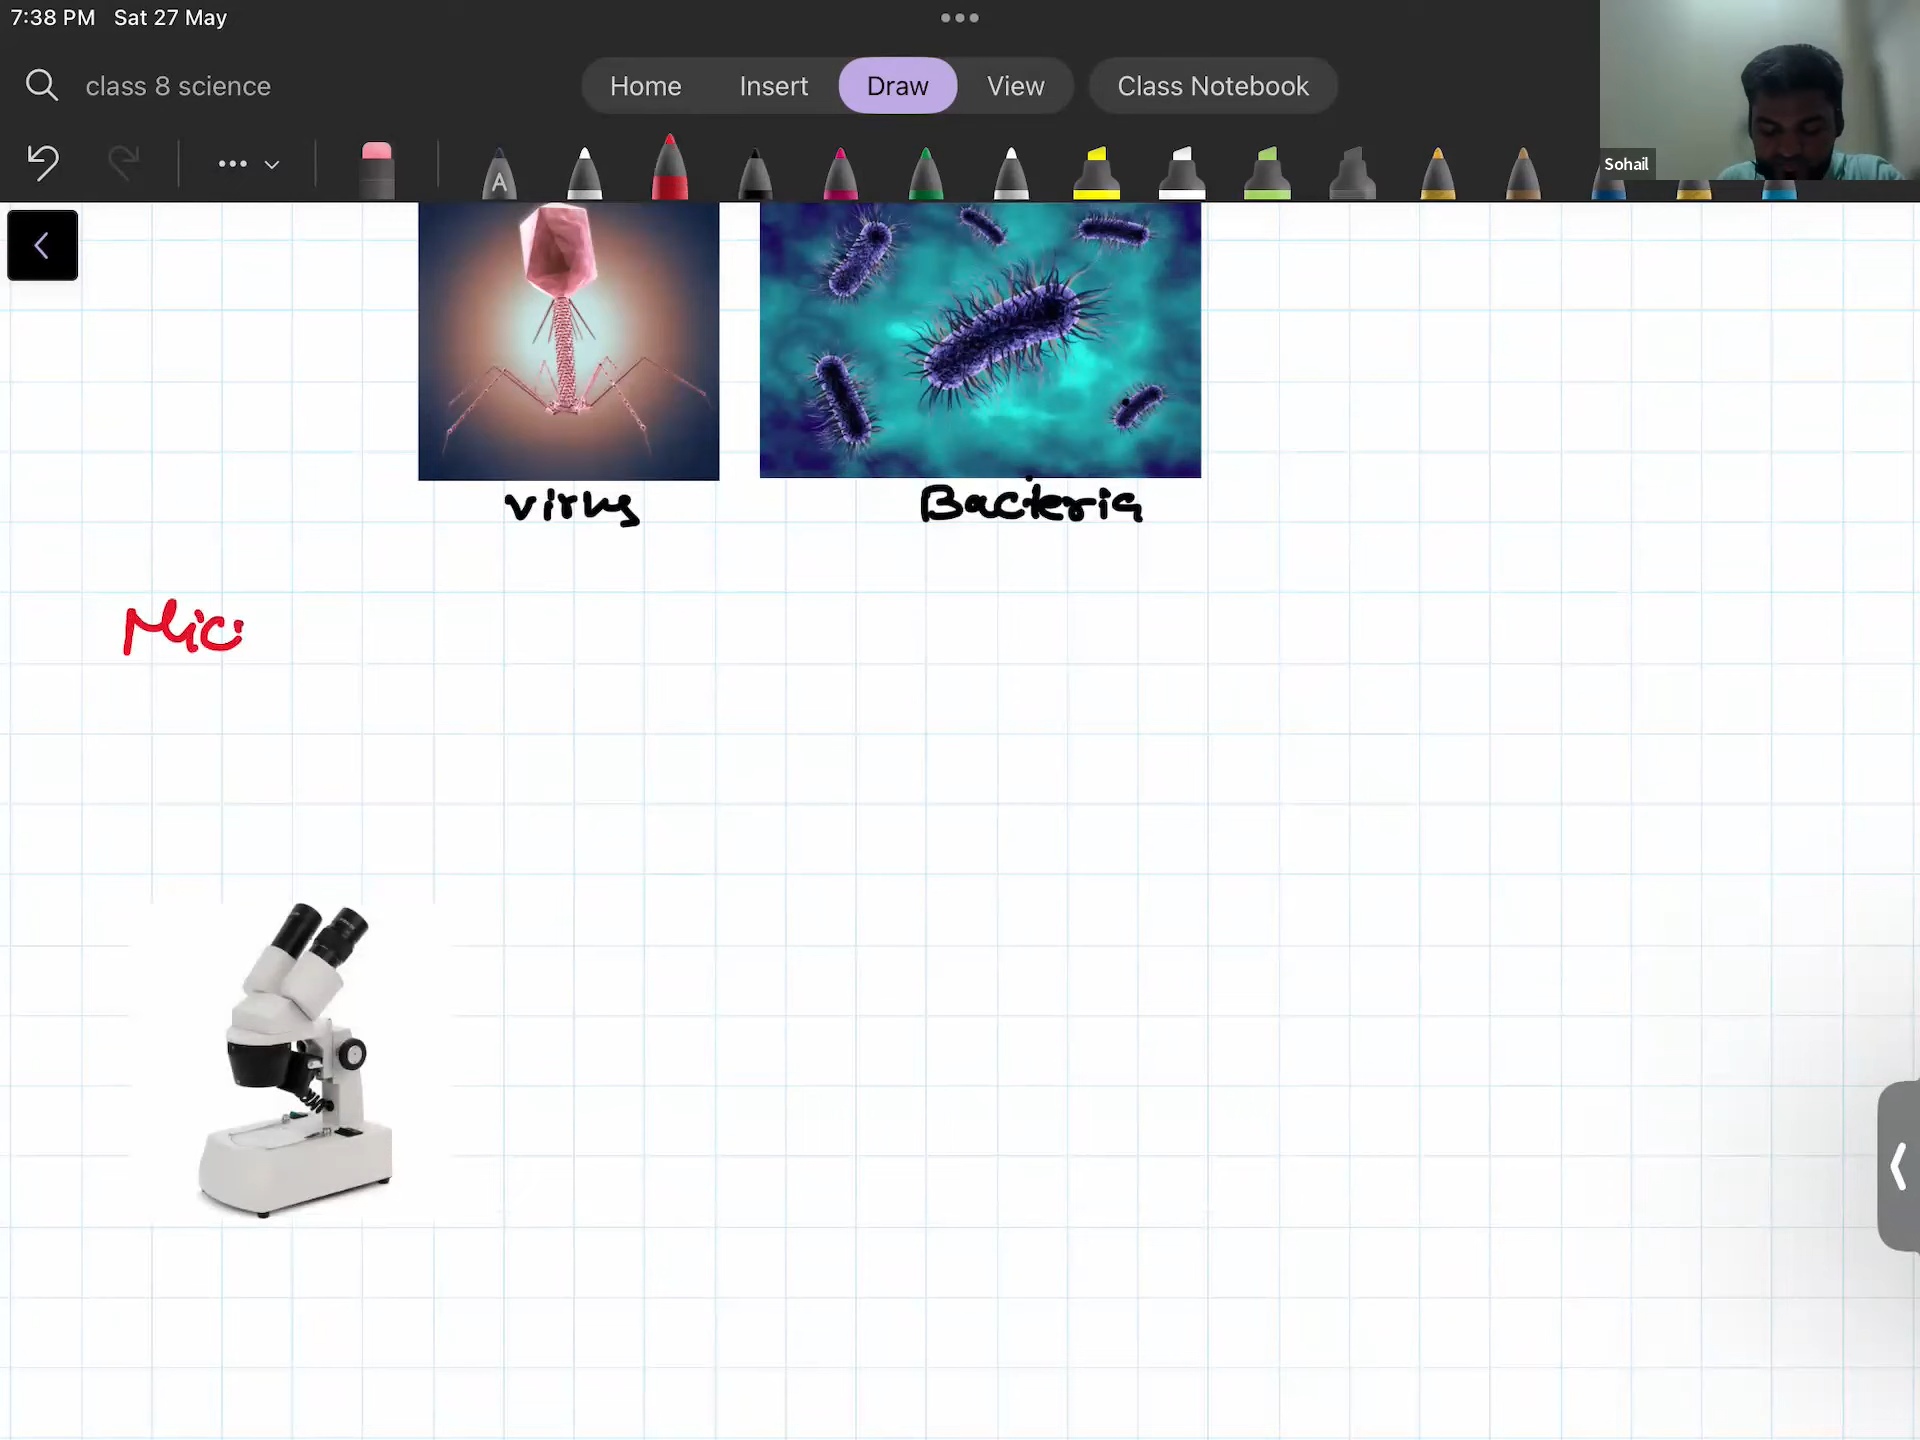 7:38 PM Sat 27 May
class 8 science
Home Insert Draw View Class Notebook
A
Sohail
virus
Bacteria
Mic